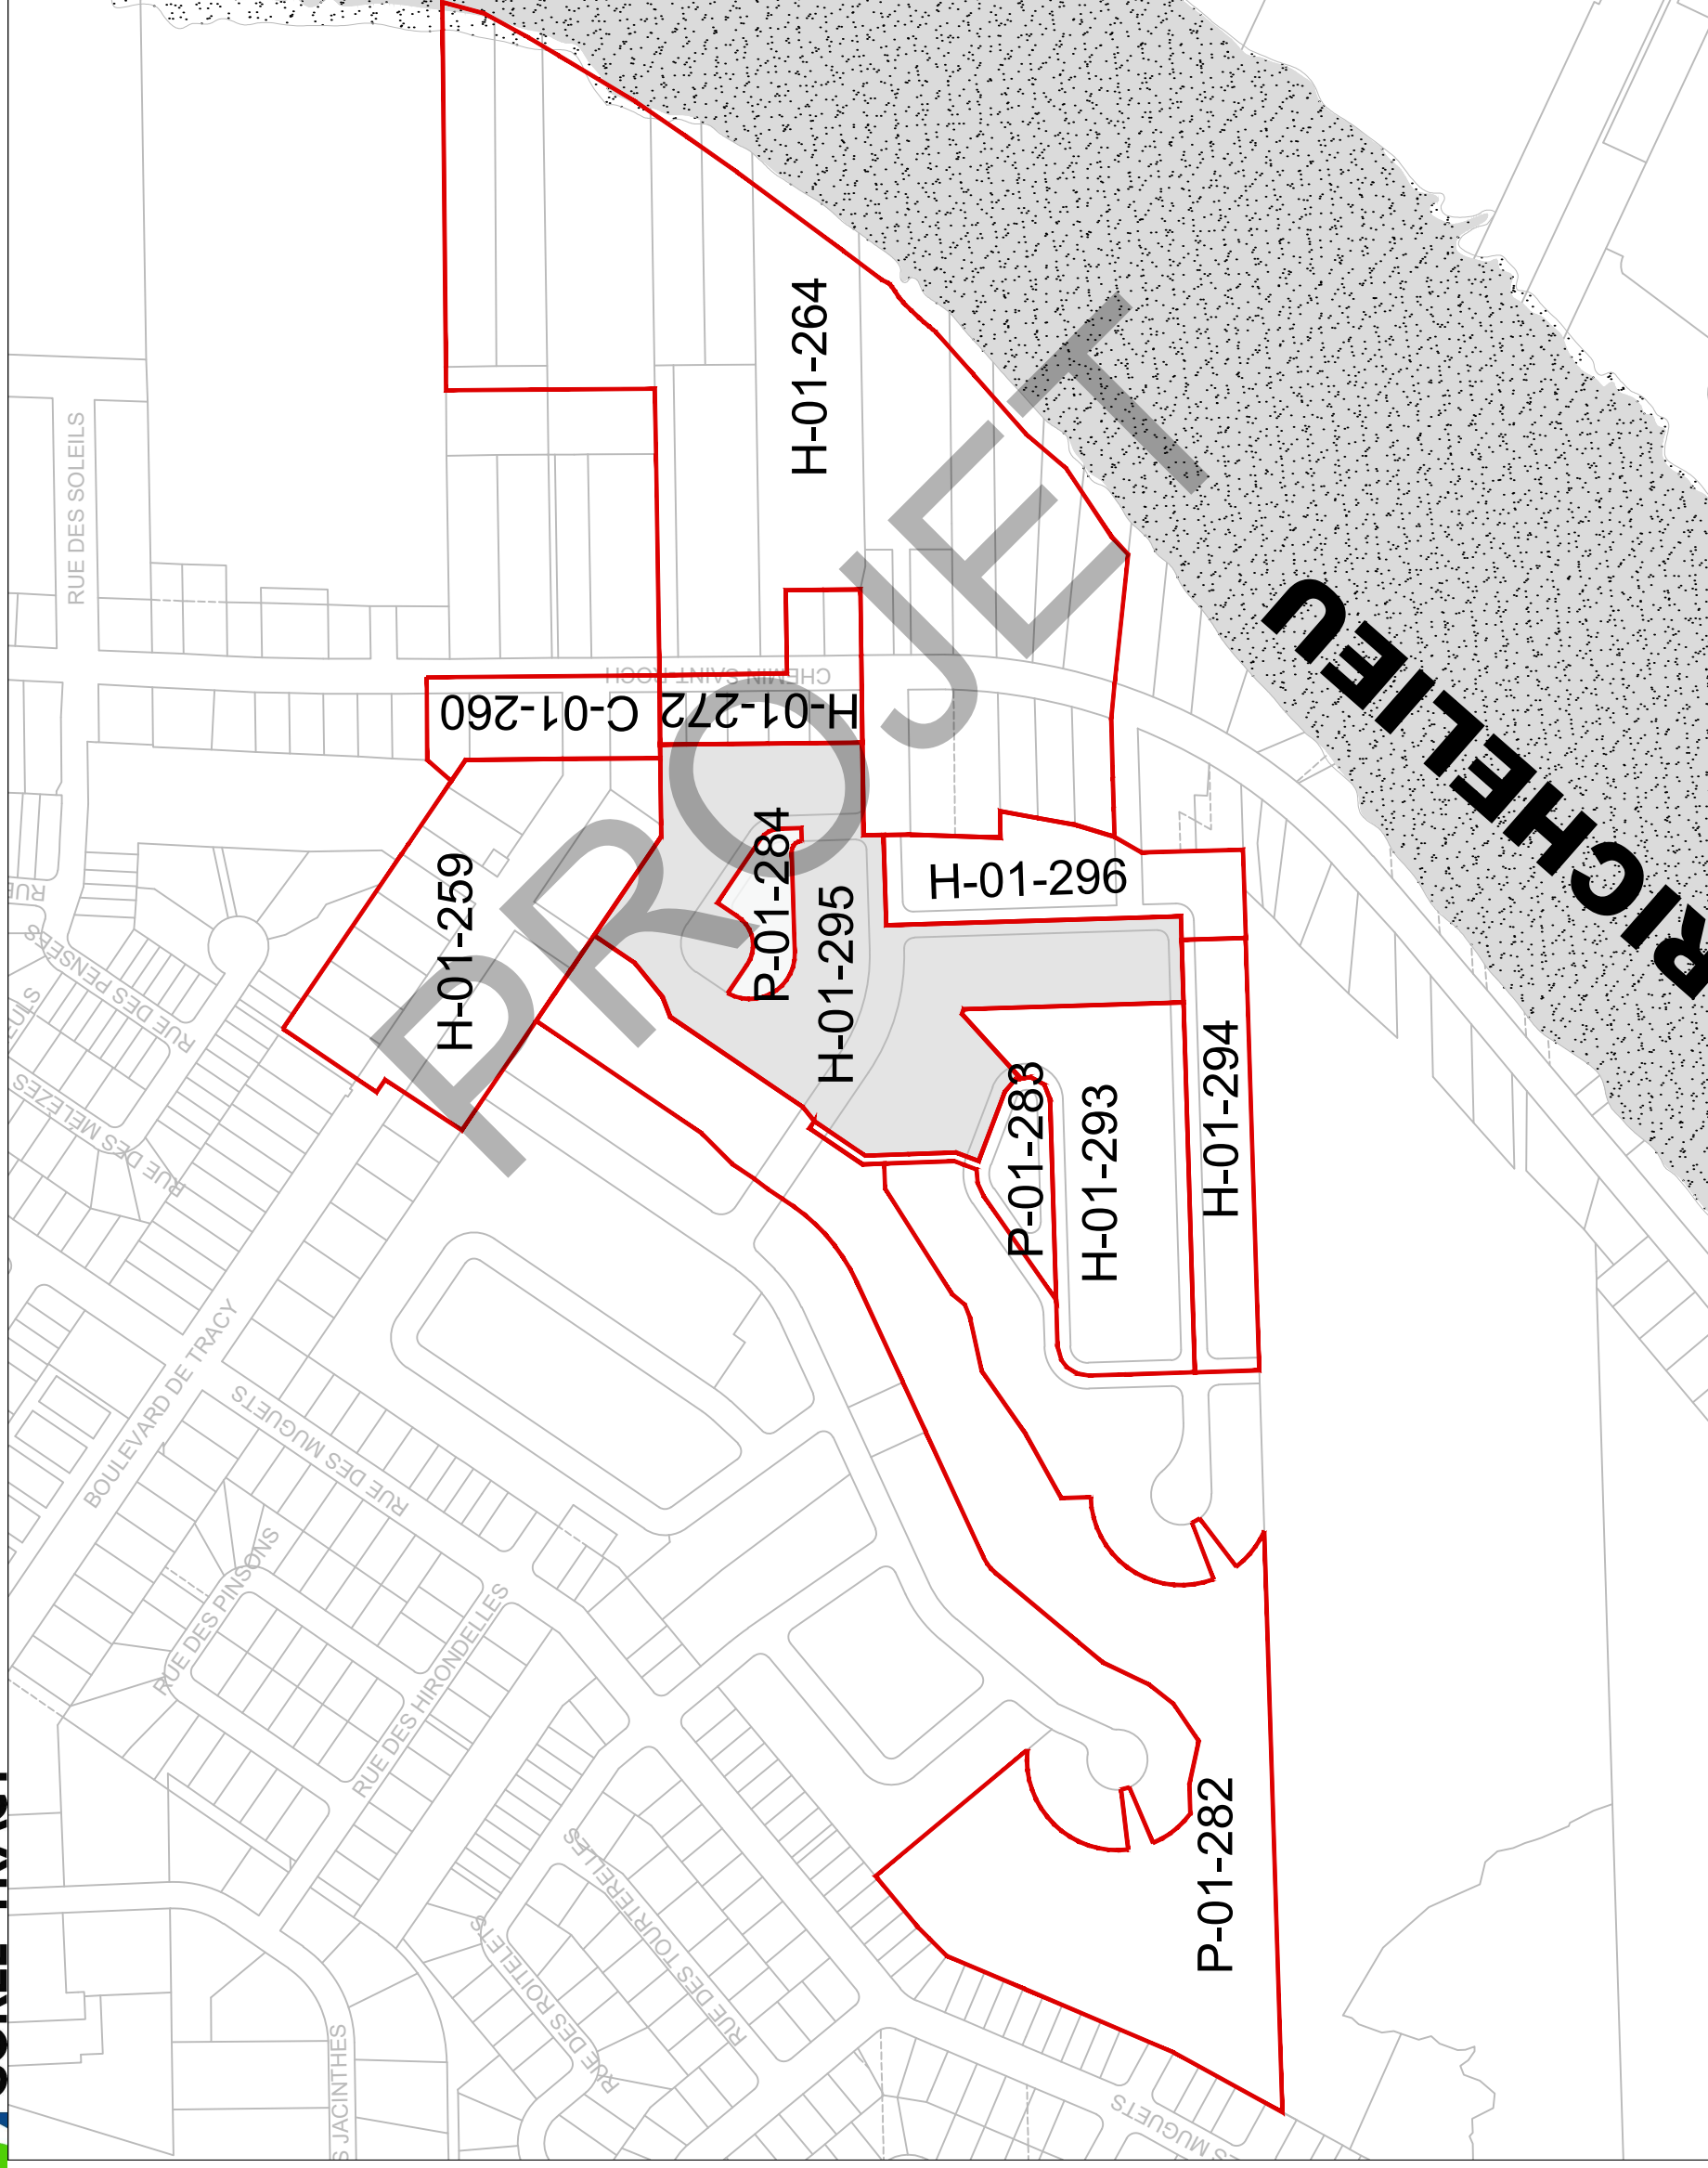 RUE DES SOLEILS
H-01-264
CHEMIN SAINT-ROCH
C-01-260
H-01-272
RICHELIEU
H-01-259
P-01-284
H-01-295
H-01-296
PROJET
RUE
RUE DES PENSÉES
RUE DES MÉLÈZES
P-01-283
H-01-293
H-01-294
BOULEVARD DE TRACY
RUE DES MUGUETS
RUE DES PINSONS
RUE DES HIRONDELLES
P-01-282
RUE DES TOURTERELLES
RUE DES ROITELETS
S JACINTHES
S MUGUETS